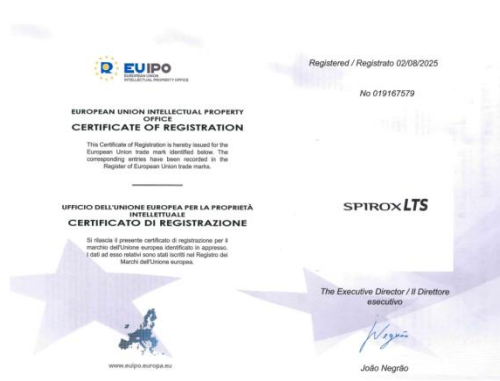 EUIPO
EUROPEAN UNION
INTELLECTUAL PROPERTY OFFICE
EUROPEAN UNION INTELLECTUAL PROPERTY
OFFICE
CERTIFICATE OF REGISTRATION
This Certificate of Registration is hereby issued for the
European Union trade mark identified below. The
corresponding entries have been recorded in the
Register of European Union trade marks.
UFFICIO DELL'UNIONE EUROPEA PER LA PROPRIETÀ
INTELLETTUALE
CERTIFICATO DI REGISTRAZIONE
Si rilascia il presente certificato di registrazione per il
marchio dell'Unione europea identificato in appresso.
I dati ad esso relativi sono stati iscritti nel Registro dei
Marchi dell'Unione europea.
www.euipo.europa.eu
Registered / Registrato 02/08/2025
No 019167579
SPIROX LTS
The Executive Director / Il Direttore
esecutivo
Negrão
João Negrão